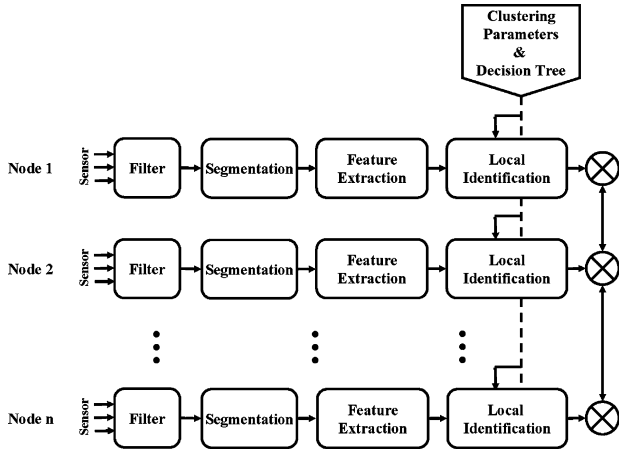 Clustering
Parameters
&
Decision Tree
Node 1
Sensor
Filter
Segmentation
Feature
Extraction
Local
Identification
Node 2
Sensor
Filter
Segmentation
Feature
Extraction
Local
Identification
Node n
Sensor
Filter
Segmentation
Feature
Extraction
Local
Identification